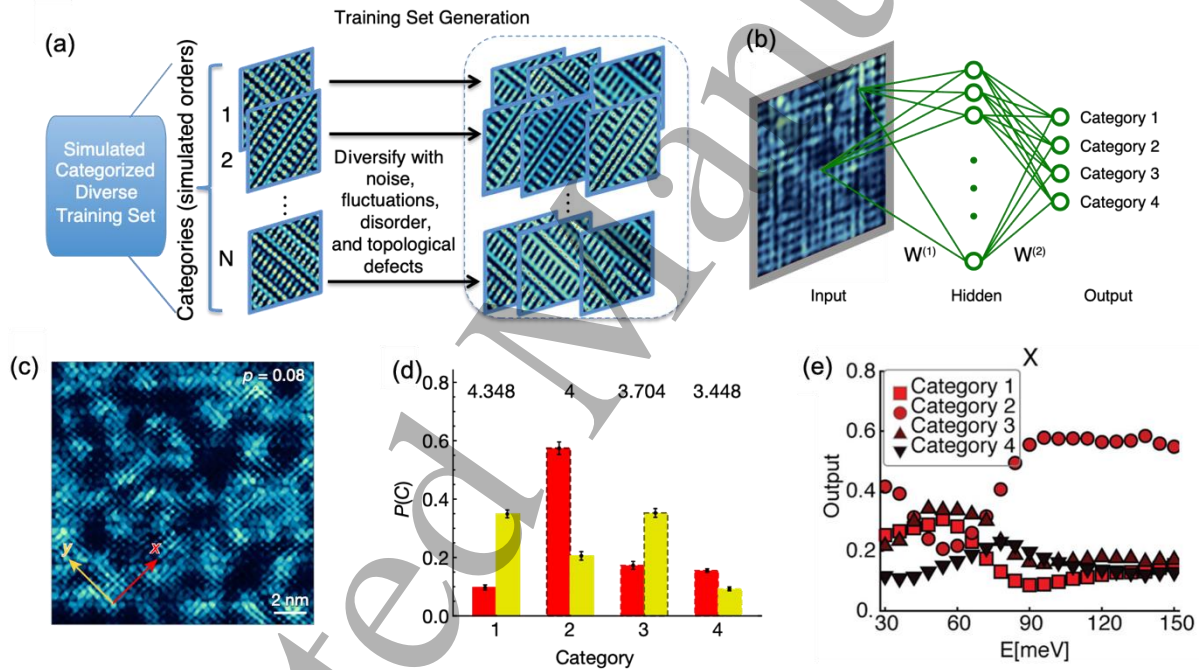 Training Set Generation
(a)
Simulated
Categorized
Diverse
Training Set
Categories (simulated orders)
1
2
⋮
N
Diversify with
noise,
fluctuations,
disorder,
and topological
defects
⋮
(b)
Category 1
Category 2
Category 3
Category 4
W(1)
W(2)
Input
Hidden
Output
(c)
p = 0.08
y
x
2 nm
(d)
0.8
0.6
0.4
0.2
0.0
P(C)
4.348 4 3.704 3.448
1 2 3 4
Category
(e)
X
Category 1
Category 2
Category 3
Category 4
0.8
0.6
0.4
0.2
0.
Output
30 60 90 120 150
E[meV]
ted Manu